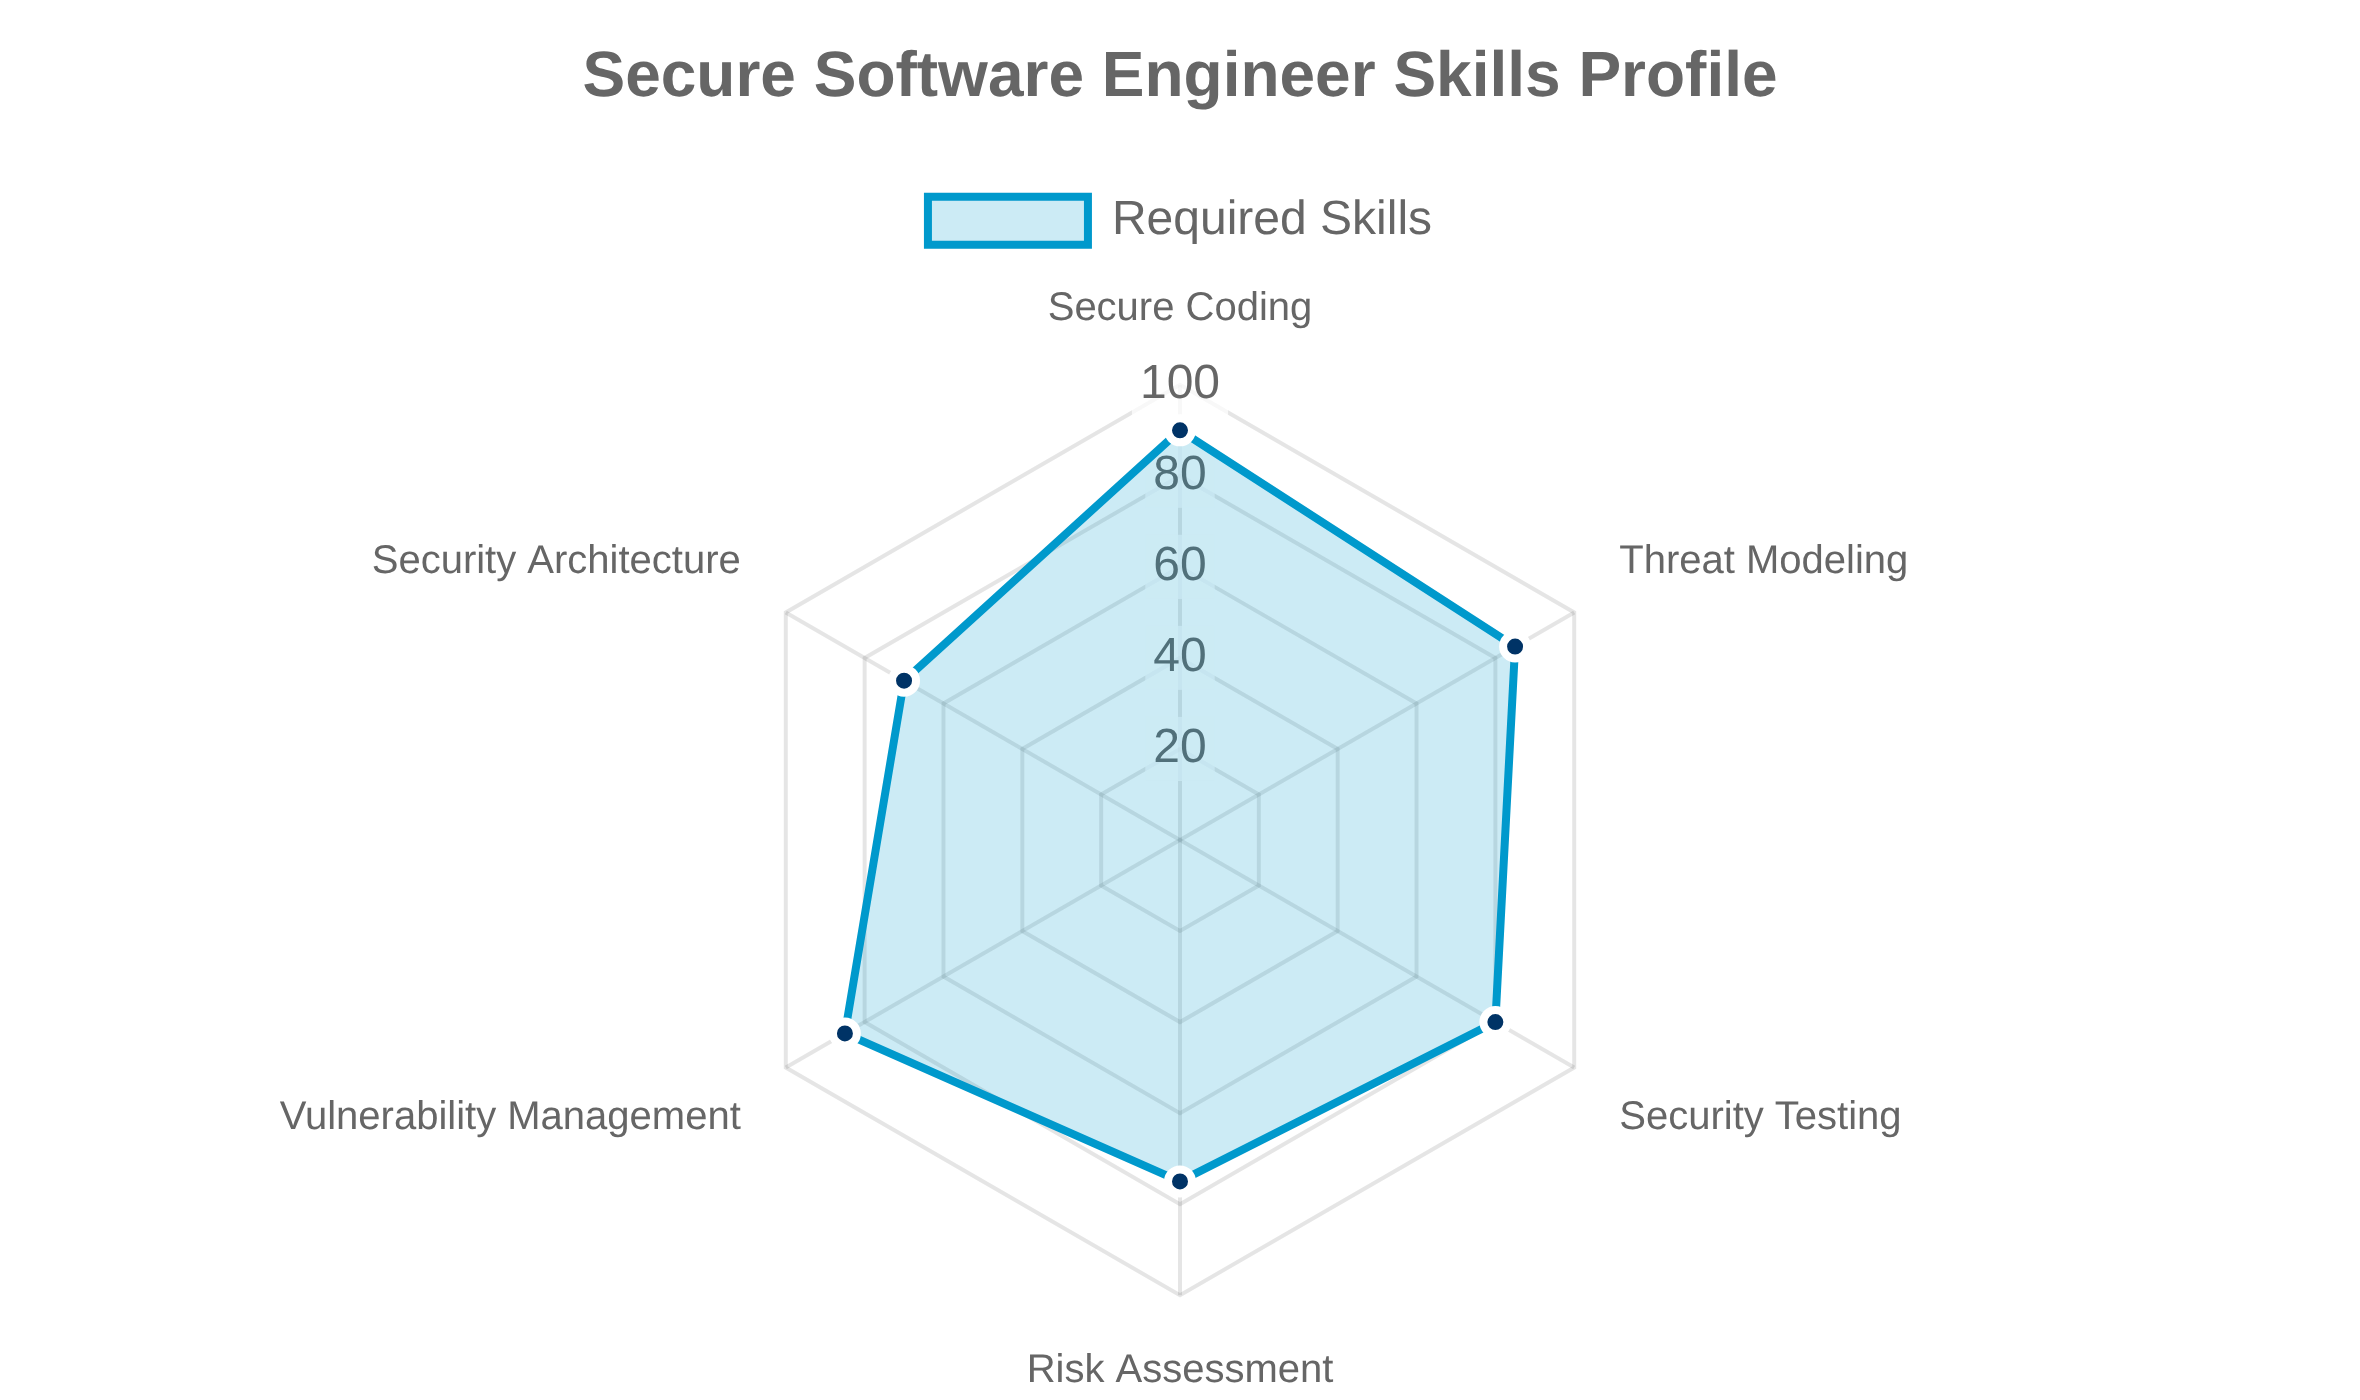 Secure Software Engineer Skills Profile
Required Skills
Secure Coding
100
80
60
40
20
Security Architecture
Threat Modeling
Vulnerability Management
Security Testing
Risk Assessment